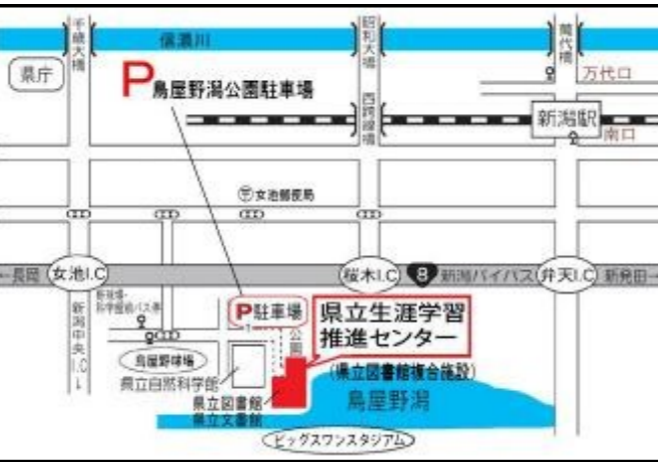 千歳大橋
信濃川
昭和大橋
萬代橋
県庁
P鳥屋野潟公園駐車場
万代口
西跨線橋
新潟駅
南口
〒女池郵便局
←長岡
女池I.C
桜木I.C
8
新潟バイパス
弁天I.C
新発田→
新潟中央I.C↓
科学館前バス停
P駐車場
公園
県立生涯学習
推進センター
鳥屋野球場
県立自然科学館
(県立図書館複合施設)
県立図書館
県立文書館
鳥屋野潟
ビッグスワンスタジアム